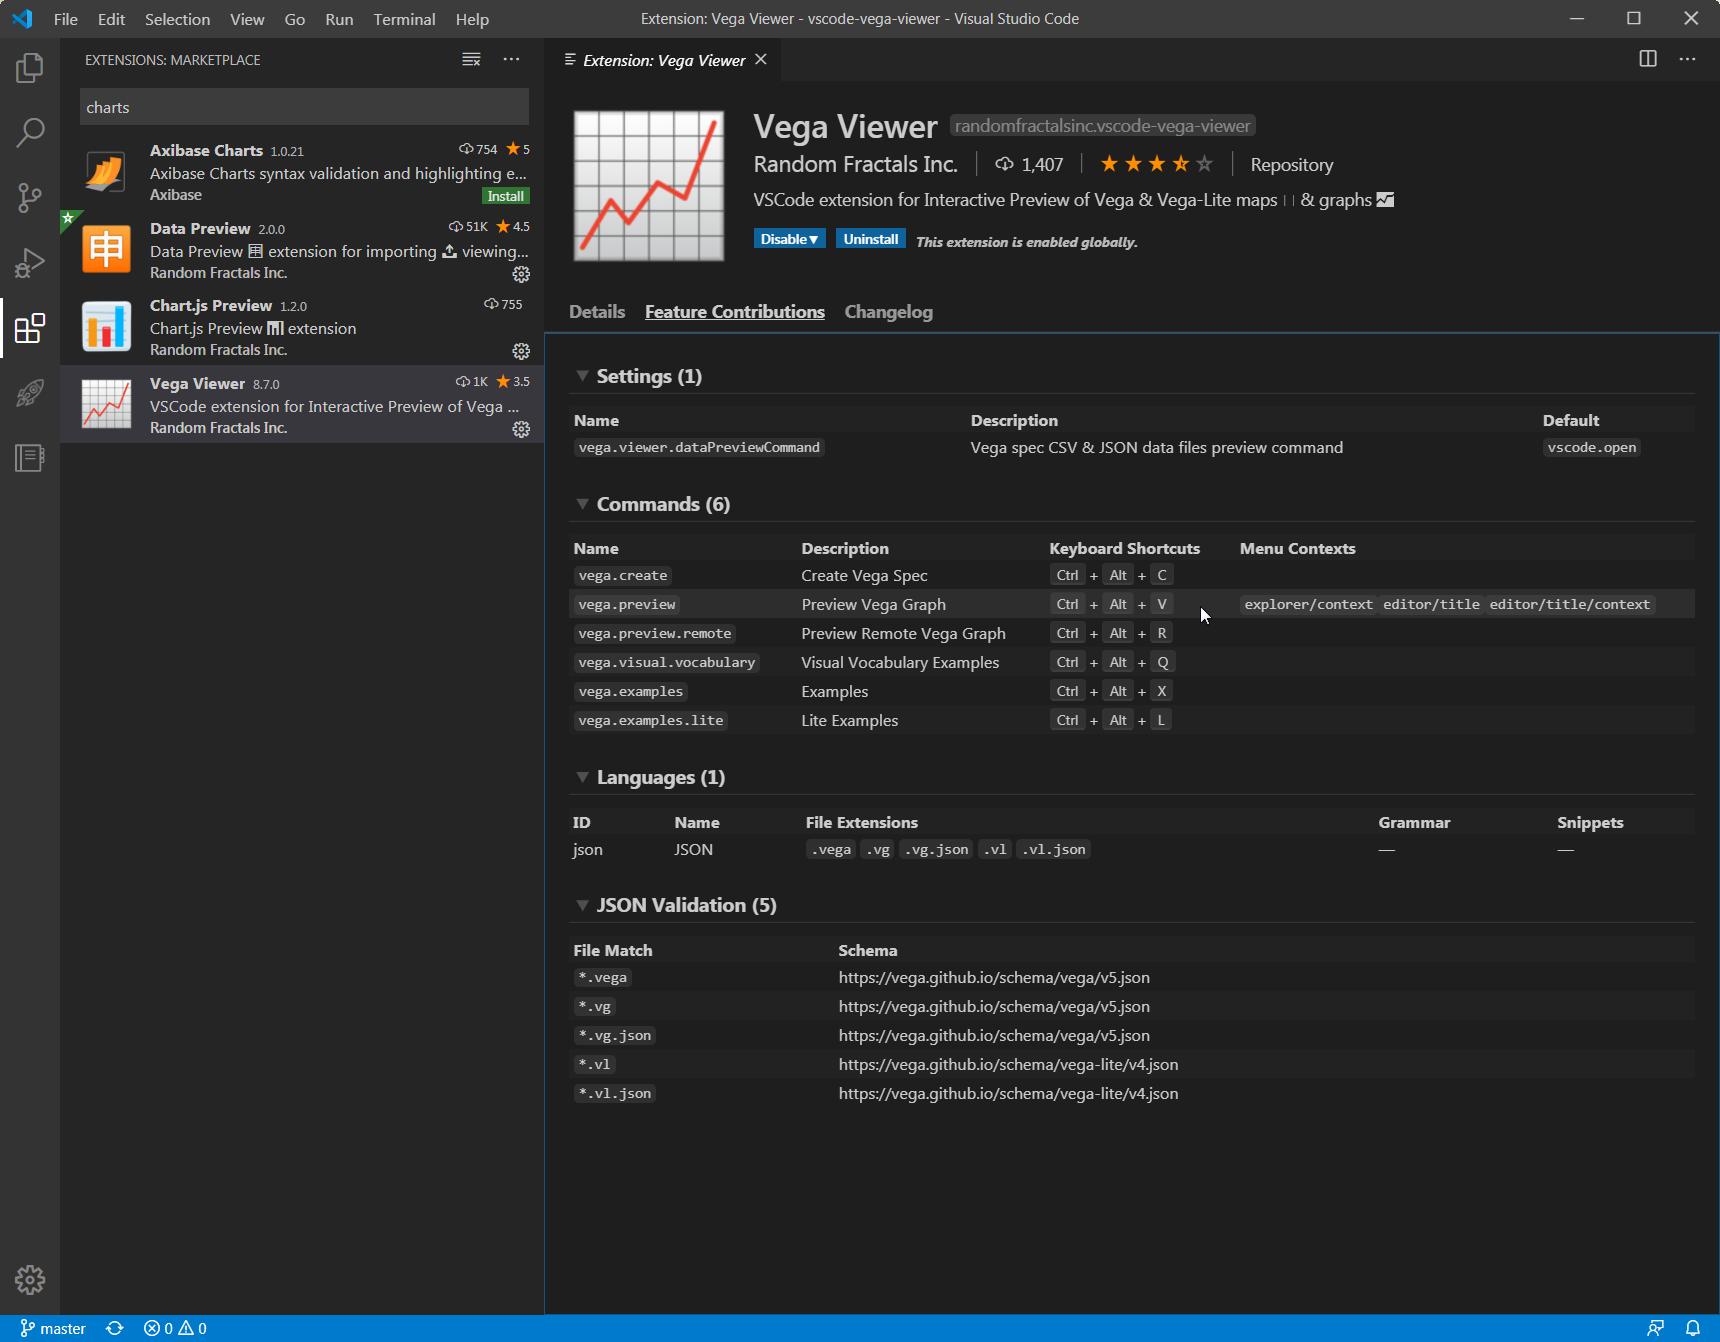 File Edit Selection View Go Run Terminal Help
Extension: Vega Viewer - vscode-vega-viewer - Visual Studio Code
EXTENSIONS: MARKETPLACE
charts
Axibase Charts 1.0.21 754 ★ 5
Axibase Charts syntax validation and highlighting e...
Axibase Install
Data Preview 2.0.0 51K ★ 4.5
Data Preview extension for importing viewing...
Random Fractals Inc.
申
Chart.js Preview 1.2.0 755
Chart.js Preview extension
Random Fractals Inc.
Vega Viewer 8.7.0 1K ★ 3.5
VSCode extension for Interactive Preview of Vega ...
Random Fractals Inc.
Extension: Vega Viewer
Vega Viewer randomfractalsinc.vscode-vega-viewer
Random Fractals Inc. 1,407 Repository
VSCode extension for Interactive Preview of Vega & Vega-Lite maps & graphs
Disable▼ Uninstall This extension is enabled globally.
Details Feature Contributions Changelog
Settings (1)
Name Description Default
vega.viewer.dataPreviewCommand Vega spec CSV & JSON data files preview command vscode.open
Commands (6)
Name Description Keyboard Shortcuts Menu Contexts
vega.create Create Vega Spec Ctrl + Alt + C
vega.preview Preview Vega Graph Ctrl + Alt + V explorer/context editor/title editor/title/context
vega.preview.remote Preview Remote Vega Graph Ctrl + Alt + R
vega.visual.vocabulary Visual Vocabulary Examples Ctrl + Alt + Q
vega.examples Examples Ctrl + Alt + X
vega.examples.lite Lite Examples Ctrl + Alt + L
Languages (1)
ID Name File Extensions Grammar Snippets
json JSON .vega .vg .vg.json .vl .vl.json — —
JSON Validation (5)
File Match Schema
*.vega https://vega.github.io/schema/vega/v5.json
*.vg https://vega.github.io/schema/vega/v5.json
*.vg.json https://vega.github.io/schema/vega/v5.json
*.vl https://vega.github.io/schema/vega-lite/v4.json
*.vl.json https://vega.github.io/schema/vega-lite/v4.json
master 0 0